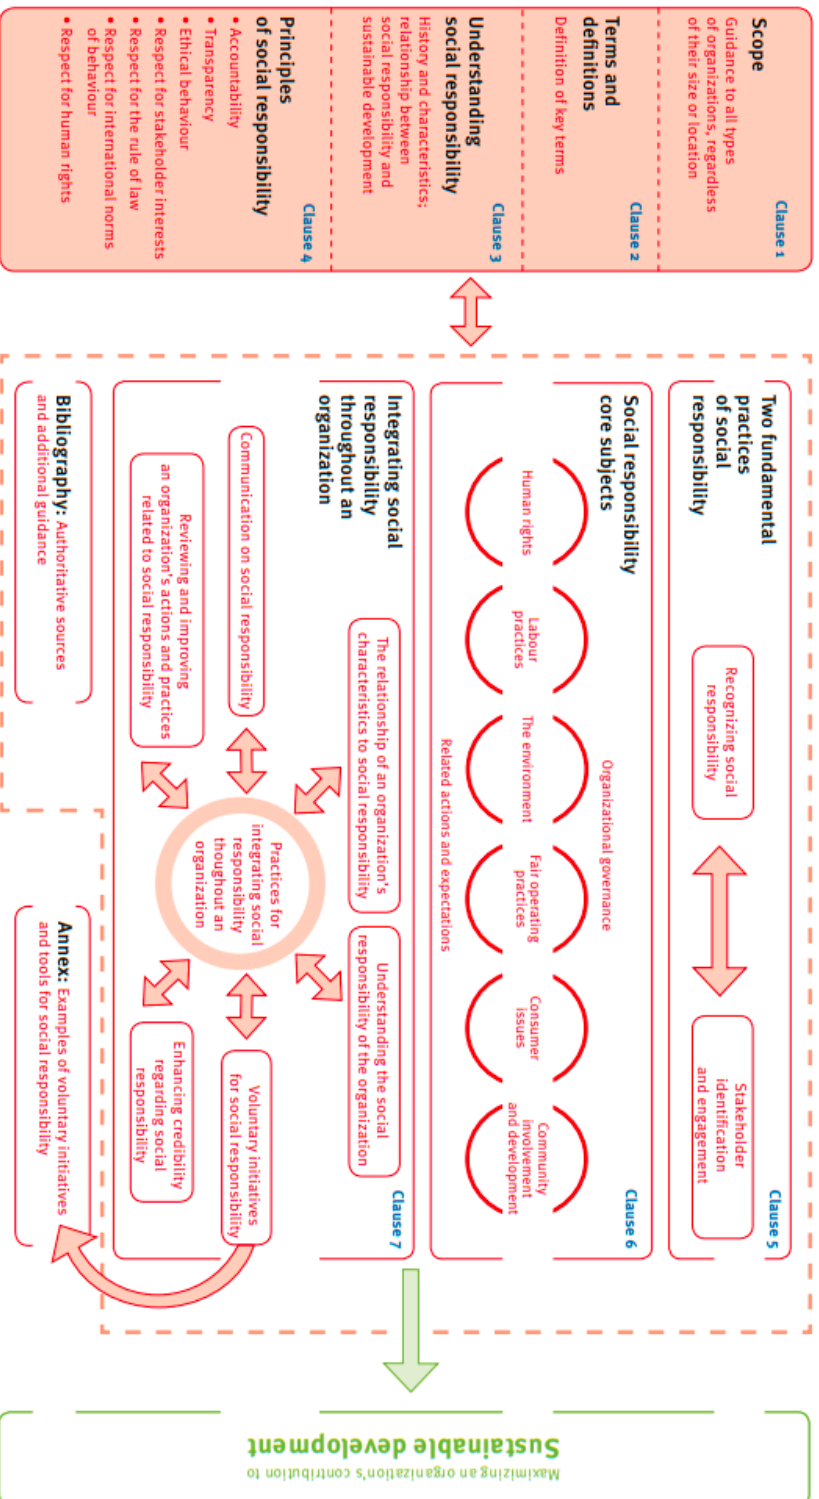 Scope
Clause 1
Guidance to all types
of organizations, regardless
of their size or location
Terms and
definitions
Clause 2
Definition of key terms
Understanding
social responsibility
Clause 3
History and characteristics;
relationship between
social responsibility and
sustainable development
Principles
of social responsibility
Clause 4
• Accountability
• Transparency
• Ethical behaviour
• Respect for stakeholder interests
• Respect for the rule of law
• Respect for international norms
of behaviour
• Respect for human rights
Two fundamental
practices
of social
responsibility
Clause 5
Recognizing social
responsibility
Stakeholder
identification
and engagement
Social responsibility
core subjects
Clause 6
Organizational governance
Human rights
Labour
practices
The environment
Fair operating
practices
Consumer
issues
Community
involvement
and development
Related actions and expectations
Integrating social
responsibility
throughout an
organization
Clause 7
The relationship of an organization's
characteristics to social responsibility
Understanding the social
responsibility of the organization
Communication on social responsibility
Practices for
integrating social
responsibility
thoughout an
organization
Voluntary initiatives
for social responsibility
Reviewing and improving
an organization's actions and practices
related to social responsibility
Enhancing credibility
regarding social
responsibility
Bibliography: Authoritative sources
and additional guidance
Annex: Examples of voluntary initiatives
and tools for social responsibility
Maximizing an organization's contribution to
Sustainable development